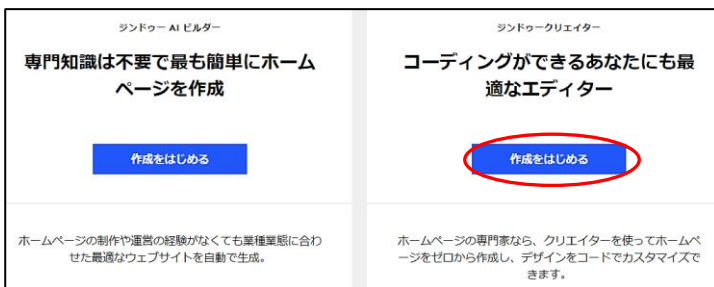 ジンドゥー AI ビルダー
専門知識は不要で最も簡単にホーム
ページを作成
作成をはじめる
ホームページの制作や運営の経験がなくても業種業態に合わ
せた最適なウェブサイトを自動で生成。
ジンドゥークリエイター
コーディングができるあなたにも最
適なエディター
作成をはじめる
ホームページの専門家なら、クリエイターを使ってホームペ
ージをゼロから作成し、デザインをコードでカスタマイズで
きます。